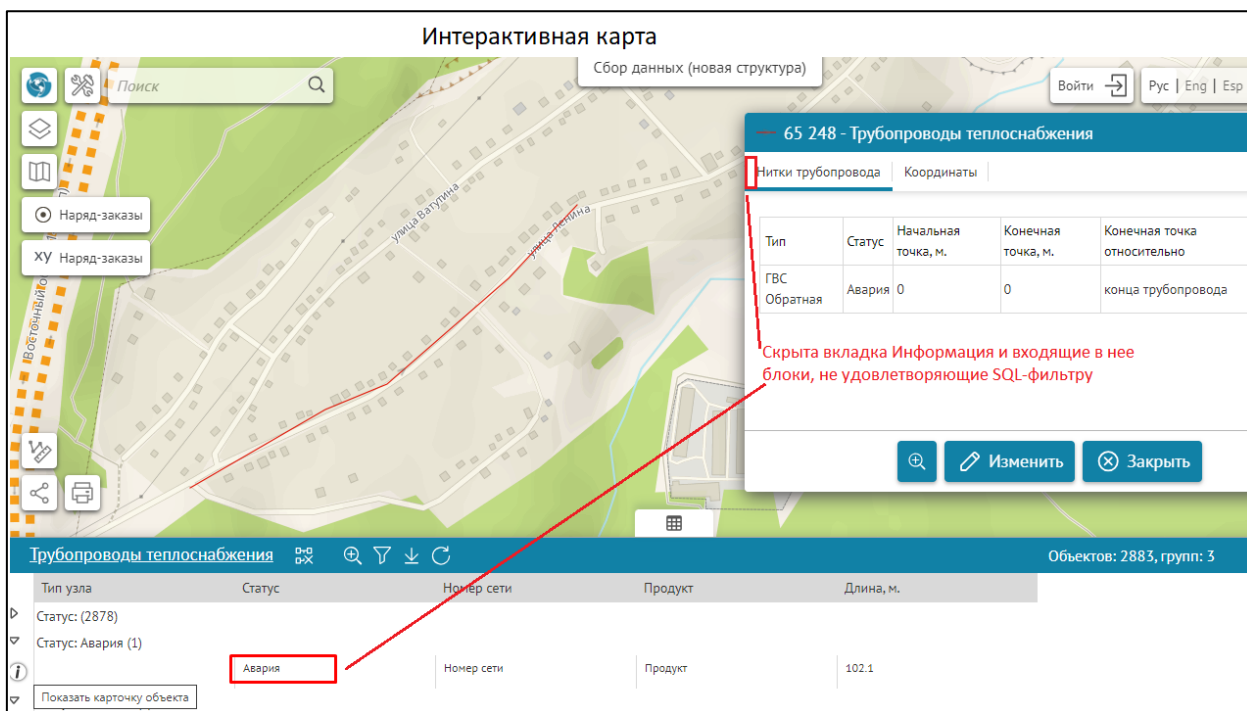 Интерактивная карта
Сбор данных (новая структура)
Поиск
Войти
Рус | Eng | Esp
65 248 - Трубопроводы теплоснабжения
Нитки трубопровода
Координаты
Наряд-заказы
XY Наряд-заказы
улица Ватутина
улица Ленина
Тип
Статус
Начальная
точка, м.
Конечная
точка, м.
Конечная точка
относительно
ГВС
Обратная
Авария
0
0
конца трубопровода
Скрыта вкладка Информация и входящие в нее
блоки, не удовлетворяющие SQL-фильтру
Изменить
Закрыть
Трубопроводы теплоснабжения
Объектов: 2883, групп: 3
Тип узла
Статус
Номер сети
Продукт
Длина, м.
Статус: (2878)
Статус: Авария (1)
Авария
Номер сети
Продукт
102.1
Показать карточку объекта